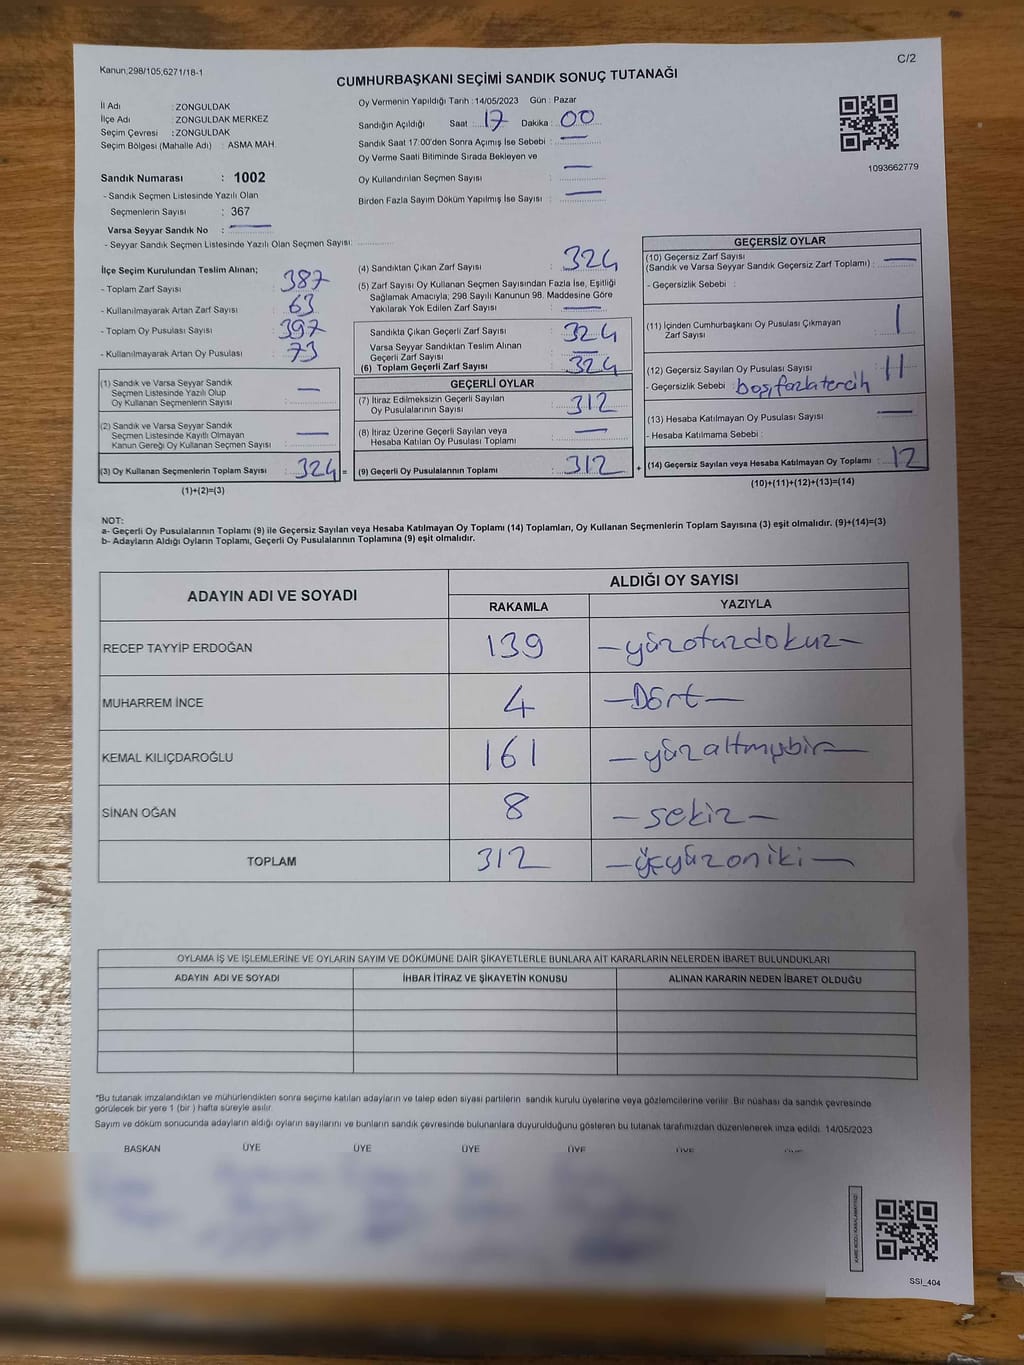 Kanun,298/105,6271/18-1
C/2
CUMHURBAŞKANI SEÇİMİ SANDIK SONUÇ TUTANAĞI
İl Adı : ZONGULDAK
İlçe Adı : ZONGULDAK MERKEZ
Seçim Çevresi : ZONGULDAK
Seçim Bölgesi (Mahalle Adı) : ASMA MAH.
Sandık Numarası : 1002
- Sandık Seçmen Listesinde Yazılı Olan
Seçmenlerin Sayısı : 367
Varsa Seyyar Sandık No : —
- Seyyar Sandık Seçmen Listesinde Yazılı Olan Seçmen Sayısı:
Oy Vermenin Yapıldığı Tarih :14/05/2023 Gün : Pazar
Sandığın Açıldığı Saat : 17 Dakika : 00
Sandık Saat 17:00'den Sonra Açımış İse Sebebi : —
Oy Verme Saati Bitiminde Sırada Bekleyen ve
Oy Kullandırılan Seçmen Sayısı : —
Birden Fazla Sayım Döküm Yapılmış İse Sayısı : —
1093662779
İlçe Seçim Kurulundan Teslim Alınan;
- Toplam Zarf Sayısı : 387
- Kullanılmayarak Artan Zarf Sayısı : 63
- Toplam Oy Pusulası Sayısı : 397
- Kullanılmayarak Artan Oy Pusulası : 73
(1) Sandık ve Varsa Seyyar Sandık
Seçmen Listesinde Yazılı Olup
Oy Kullanan Seçmenlerin Sayısı : —
(2) Sandık ve Varsa Seyyar Sandık
Seçmen Listesinde Kayıtlı Olmayan
Kanun Gereği Oy Kullanan Seçmen Sayısı : —
(3) Oy Kullanan Seçmenlerin Toplam Sayısı : 324 =
(1)+(2)=(3)
(4) Sandıktan Çıkan Zarf Sayısı : 324
(5) Zarf Sayısı Oy Kullanan Seçmen Sayısından Fazla İse, Eşitliği
Sağlamak Amacıyla; 298 Sayılı Kanunun 98. Maddesine Göre
Yakılarak Yok Edilen Zarf Sayısı : —
Sandıkta Çıkan Geçerli Zarf Sayısı : 324
Varsa Seyyar Sandıktan Teslim Alınan
Geçerli Zarf Sayısı : —
(6) Toplam Geçerli Zarf Sayısı : 324
GEÇERLİ OYLAR
(7) İtiraz Edilmeksizin Geçerli Sayılan
Oy Pusulalarının Sayısı : 312
(8) İtiraz Üzerine Geçerli Sayılan veya
Hesaba Katılan Oy Pusulası Toplamı : —
(9) Geçerli Oy Pusulalarının Toplamı : 312 +
GEÇERSİZ OYLAR
(10) Geçersiz Zarf Sayısı
(Sandık ve Varsa Seyyar Sandık Geçersiz Zarf Toplamı) : —
- Geçersizlik Sebebi :
(11) İçinden Cumhurbaşkanı Oy Pusulası Çıkmayan
Zarf Sayısı : 1
(12) Geçersiz Sayılan Oy Pusulası Sayısı : 11
- Geçersizlik Sebebi : boş, fazla tercih
(13) Hesaba Katılmayan Oy Pusulası Sayısı : —
- Hesaba Katılmama Sebebi :
(14) Geçersiz Sayılan veya Hesaba Katılmayan Oy Toplamı : 12
(10)+(11)+(12)+(13)=(14)
NOT:
a- Geçerli Oy Pusulalarının Toplamı (9) ile Geçersiz Sayılan veya Hesaba Katılmayan Oy Toplamı (14) Toplamları, Oy Kullanan Seçmenlerin Toplam Sayısına (3) eşit olmalıdır. (9)+(14)=(3)
b- Adayların Aldığı Oyların Toplamı, Geçerli Oy Pusulalarının Toplamına (9) eşit olmalıdır.
ADAYIN ADI VE SOYADI ALDIĞI OY SAYISI
RAKAMLA YAZIYLA
RECEP TAYYİP ERDOĞAN 139 — yüzotuzdokuz —
MUHARREM İNCE 4 — Dört —
KEMAL KILIÇDAROĞLU 161 — yüzaltmışbir —
SİNAN OĞAN 8 — sekiz —
TOPLAM 312 — üçyüzoniki —
OYLAMA İŞ VE İŞLEMLERİNE VE OYLARIN SAYIM VE DÖKÜMÜNE DAİR ŞİKAYETLERLE BUNLARA AİT KARARLARIN NELERDEN İBARET BULUNDUKLARI
ADAYIN ADI VE SOYADI İHBAR İTİRAZ VE ŞİKAYETİN KONUSU ALINAN KARARIN NEDEN İBARET OLDUĞU
*Bu tutanak imzalandıktan ve mühürlendikten sonra seçime katılan adayların ve talep eden siyasi partilerin sandık kurulu üyelerine veya gözlemcilerine verilir .Bir nüshası da sandık çevresinde
görülecek bir yere 1 (bir ) hafta süreyle asılır.
Sayım ve döküm sonucunda adayların aldığı oyların sayılarını ve bunların sandık çevresinde bulunanlara duyurulduğunu gösteren bu tutanak tarafımızdan düzenlenerek imza edildi. 14/05/2023
BAŞKAN ÜYE ÜYE ÜYE ÜYE ÜYE
SSI_404